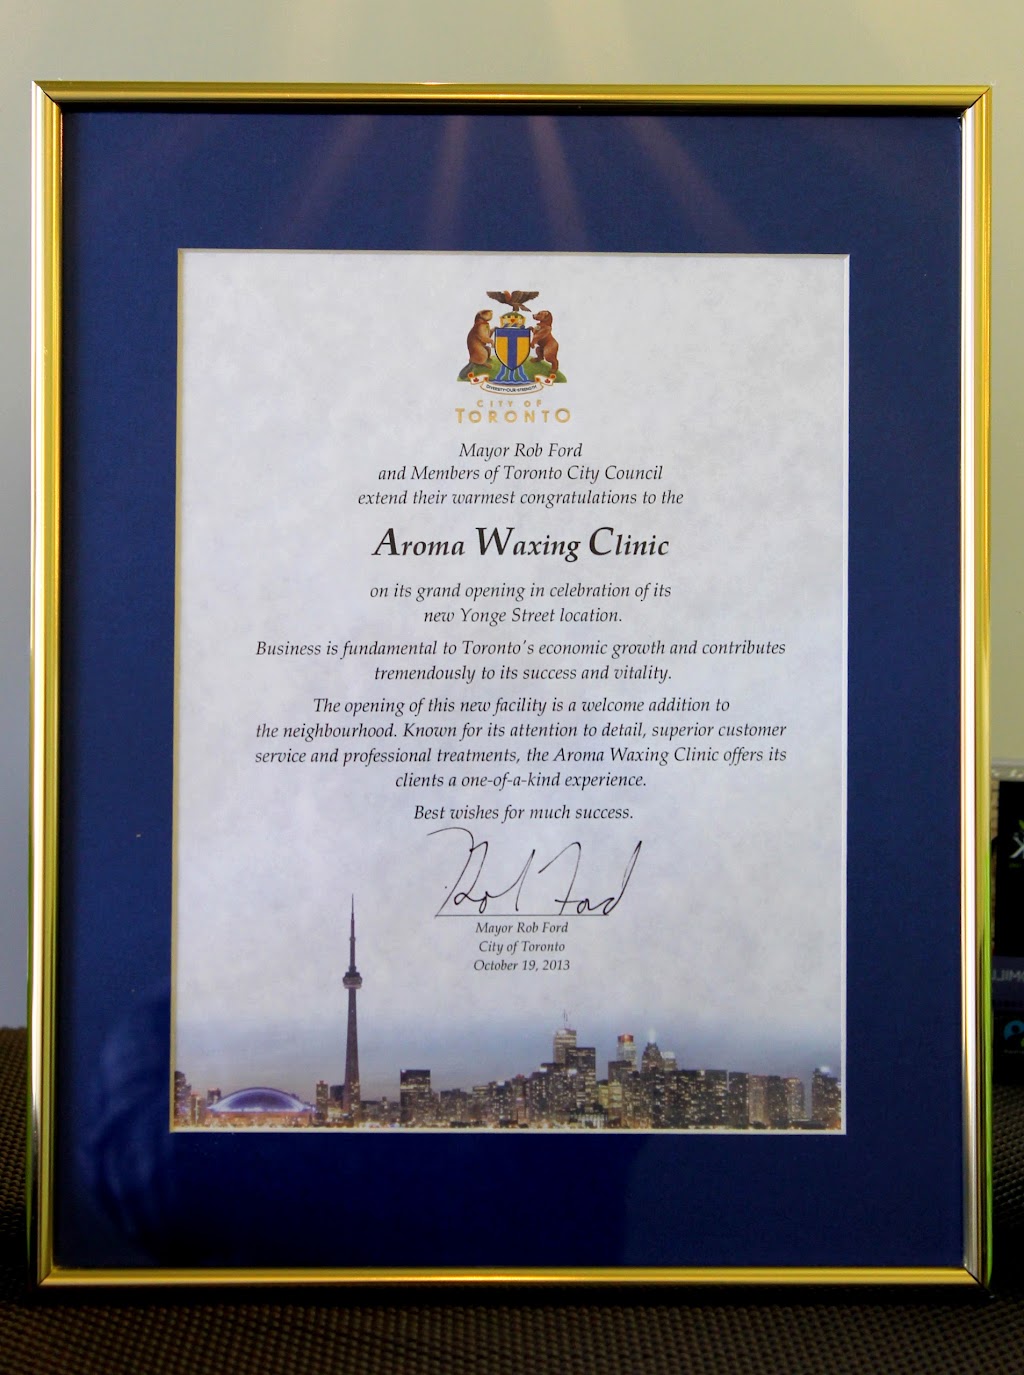 DIVERSITY OUR STRENGTH
CITY OF
TORONTO
Mayor Rob Ford
and Members of Toronto City Council
extend their warmest congratulations to the
Aroma Waxing Clinic
on its grand opening in celebration of its
new Yonge Street location.
Business is fundamental to Toronto's economic growth and contributes
tremendously to its success and vitality.
The opening of this new facility is a welcome addition to
the neighbourhood. Known for its attention to detail, superior customer
service and professional treatments, the Aroma Waxing Clinic offers its
clients a one-of-a-kind experience.
Best wishes for much success.
Rob Ford
Mayor Rob Ford
City of Toronto
October 19, 2013